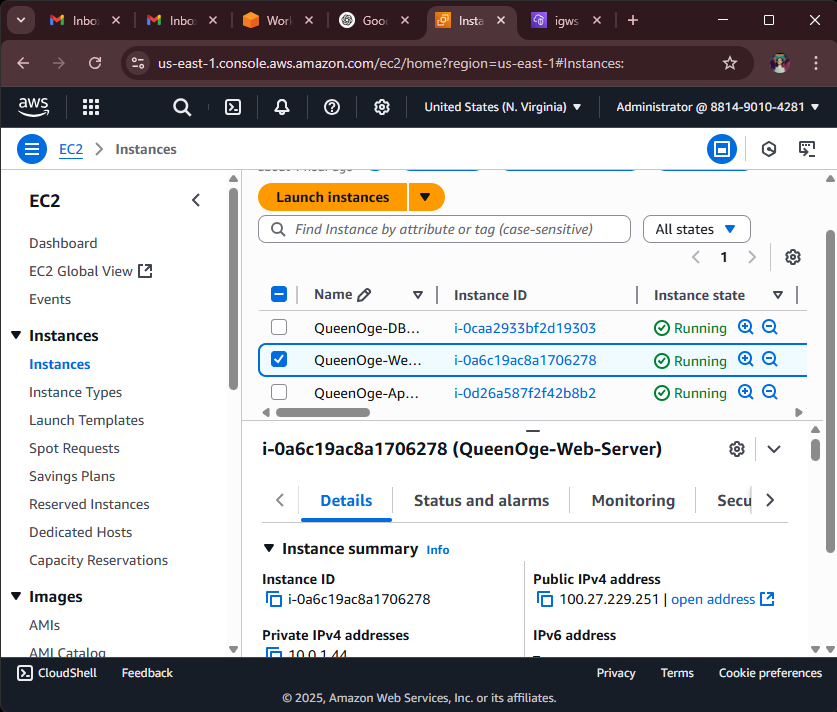 Inbo
Inbo
Work
Goo
Insta
igws
us-east-1.console.aws.amazon.com/ec2/home?region=us-east-1#Instances:
aws
United States (N. Virginia)
Administrator @ 8814-9010-4281
EC2
Instances
EC2
Dashboard
EC2 Global View
Events
Instances
Instances
Instance Types
Launch Templates
Spot Requests
Savings Plans
Reserved Instances
Dedicated Hosts
Capacity Reservations
Images
AMIs
AMI Catalog
Launch instances
Find Instance by attribute or tag (case-sensitive)
All states
1
Name
Instance ID
Instance state
QueenOge-DB... i-0caa2933bf2d19303 Running
QueenOge-We... i-0a6c19ac8a1706278 Running
QueenOge-Ap... i-0d26a587f2f42b8b2 Running
i-0a6c19ac8a1706278 (QueenOge-Web-Server)
Details
Status and alarms
Monitoring
Secu
Instance summary Info
Instance ID
i-0a6c19ac8a1706278
Public IPv4 address
100.27.229.251 | open address
Private IPv4 addresses
10.0.1.44
IPv6 address
–
CloudShell
Feedback
Privacy
Terms
Cookie preferences
© 2025, Amazon Web Services, Inc. or its affiliates.